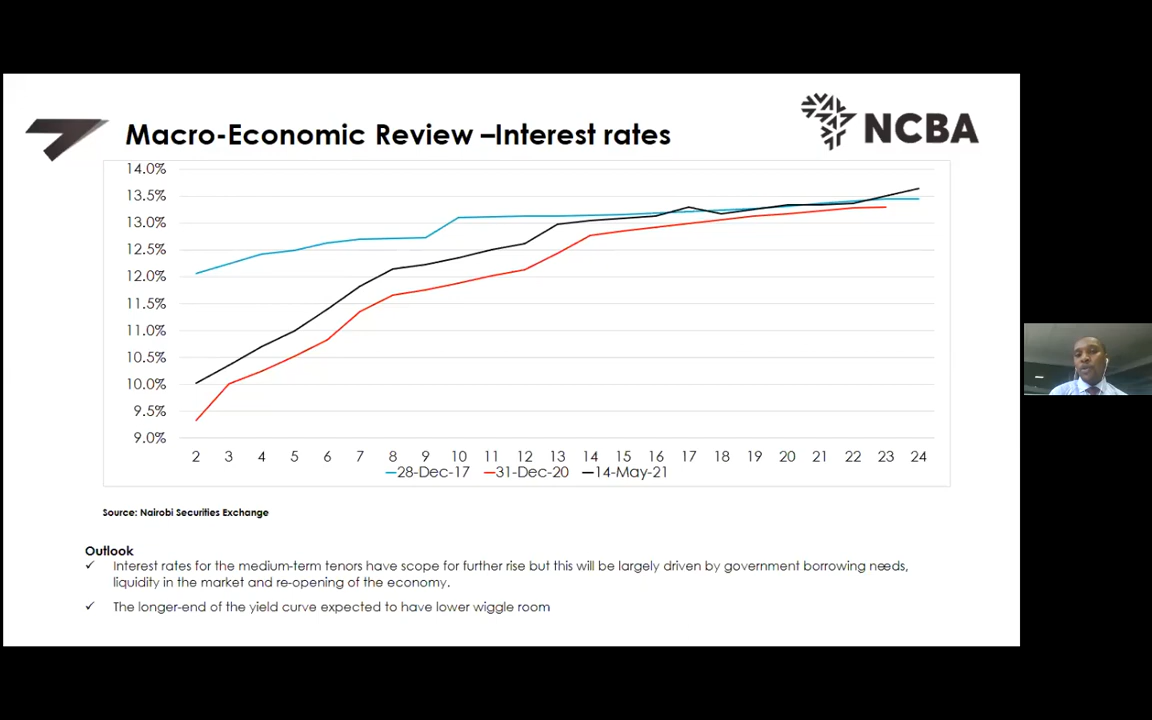 Macro-Economic Review –Interest rates
NCBA
14.0%
13.5%
13.0%
12.5%
12.0%
11.5%
11.0%
10.5%
10.0%
9.5%
9.0%
2 3 4 5 6 7 8 9 10 11 12 13 14 15 16 17 18 19 20 21 22 23 24
28-Dec-17 31-Dec-20 14-May-21
Source: Nairobi Securities Exchange
Outlook
✓ Interest rates for the medium-term tenors have scope for further rise but this will be largely driven by government borrowing needs,
liquidity in the market and re-opening of the economy.
✓ The longer-end of the yield curve expected to have lower wiggle room